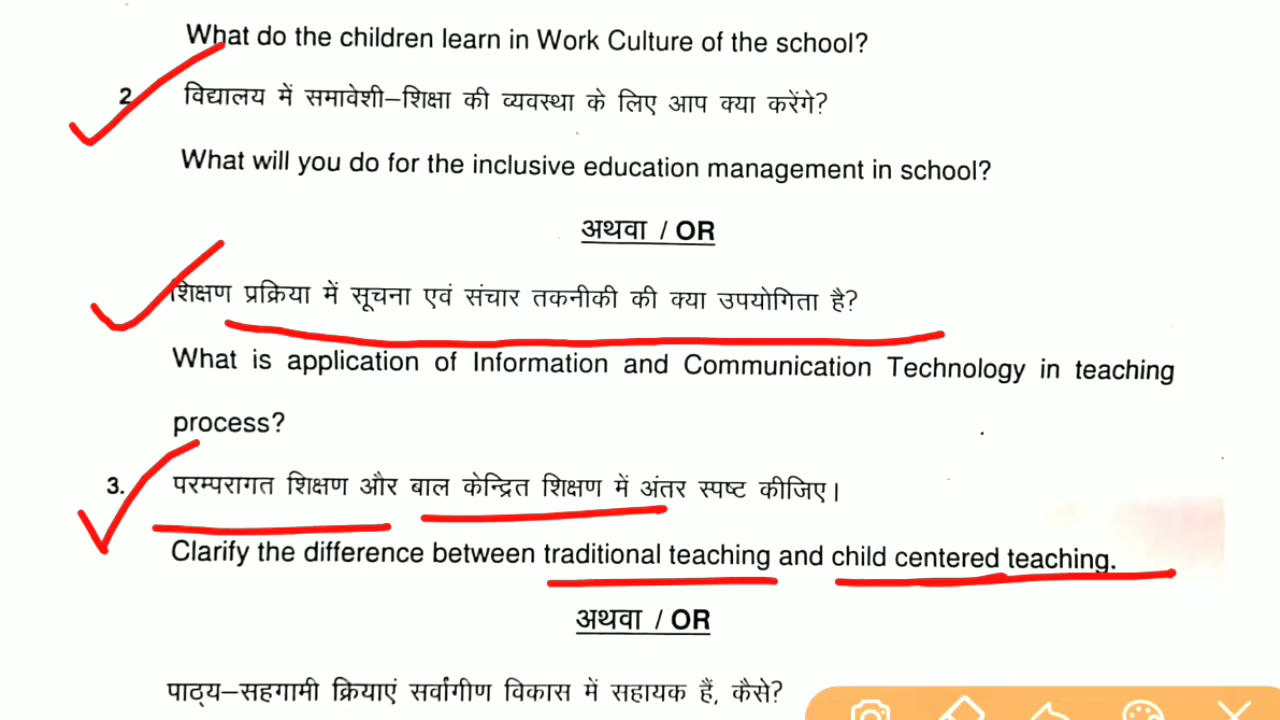 What do the children learn in Work Culture of the school?
2. विद्यालय में समावेशी–शिक्षा की व्यवस्था के लिए आप क्या करेंगे?
What will you do for the inclusive education management in school?
अथवा / OR
शिक्षण प्रक्रिया में सूचना एवं संचार तकनीकी की क्या उपयोगिता है?
What is application of Information and Communication Technology in teaching
process?
3. परम्परागत शिक्षण और बाल केन्द्रित शिक्षण में अंतर स्पष्ट कीजिए।
Clarify the difference between traditional teaching and child centered teaching.
अथवा / OR
पाठ्य–सहगामी क्रियाएं सर्वांगीण विकास में सहायक हैं, कैसे?